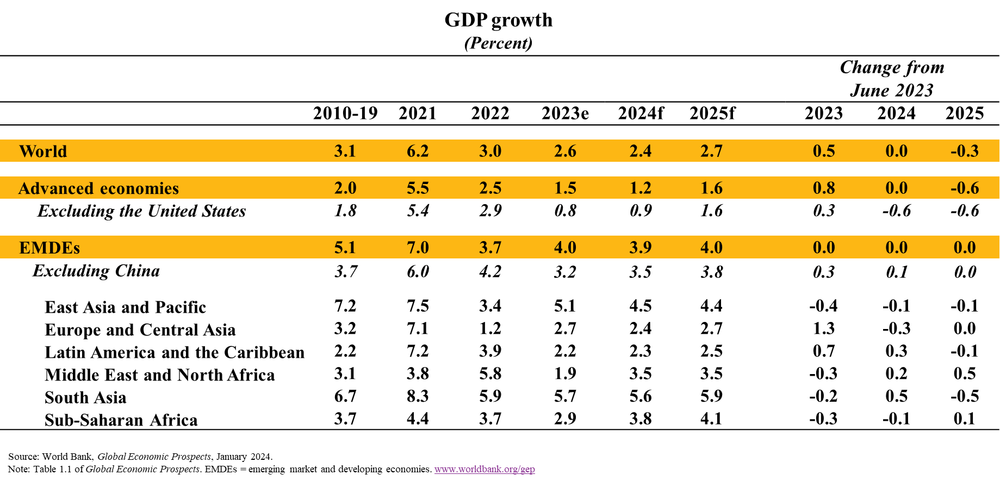 GDP growth
(Percent)
Change from
June 2023
2010-19 2021 2022 2023e 2024f 2025f 2023 2024 2025
World 3.1 6.2 3.0 2.6 2.4 2.7 0.5 0.0 -0.3
Advanced economies 2.0 5.5 2.5 1.5 1.2 1.6 0.8 0.0 -0.6
Excluding the United States 1.8 5.4 2.9 0.8 0.9 1.6 0.3 -0.6 -0.6
EMDEs 5.1 7.0 3.7 4.0 3.9 4.0 0.0 0.0 0.0
Excluding China 3.7 6.0 4.2 3.2 3.5 3.8 0.3 0.1 0.0
East Asia and Pacific 7.2 7.5 3.4 5.1 4.5 4.4 -0.4 -0.1 -0.1
Europe and Central Asia 3.2 7.1 1.2 2.7 2.4 2.7 1.3 -0.3 0.0
Latin America and the Caribbean 2.2 7.2 3.9 2.2 2.3 2.5 0.7 0.3 -0.1
Middle East and North Africa 3.1 3.8 5.8 1.9 3.5 3.5 -0.3 0.2 0.5
South Asia 6.7 8.3 5.9 5.7 5.6 5.9 -0.2 0.5 -0.5
Sub-Saharan Africa 3.7 4.4 3.7 2.9 3.8 4.1 -0.3 -0.1 0.1
Source: World Bank, Global Economic Prospects, January 2024.
Note: Table 1.1 of Global Economic Prospects. EMDEs = emerging market and developing economies. www.worldbank.org/gep